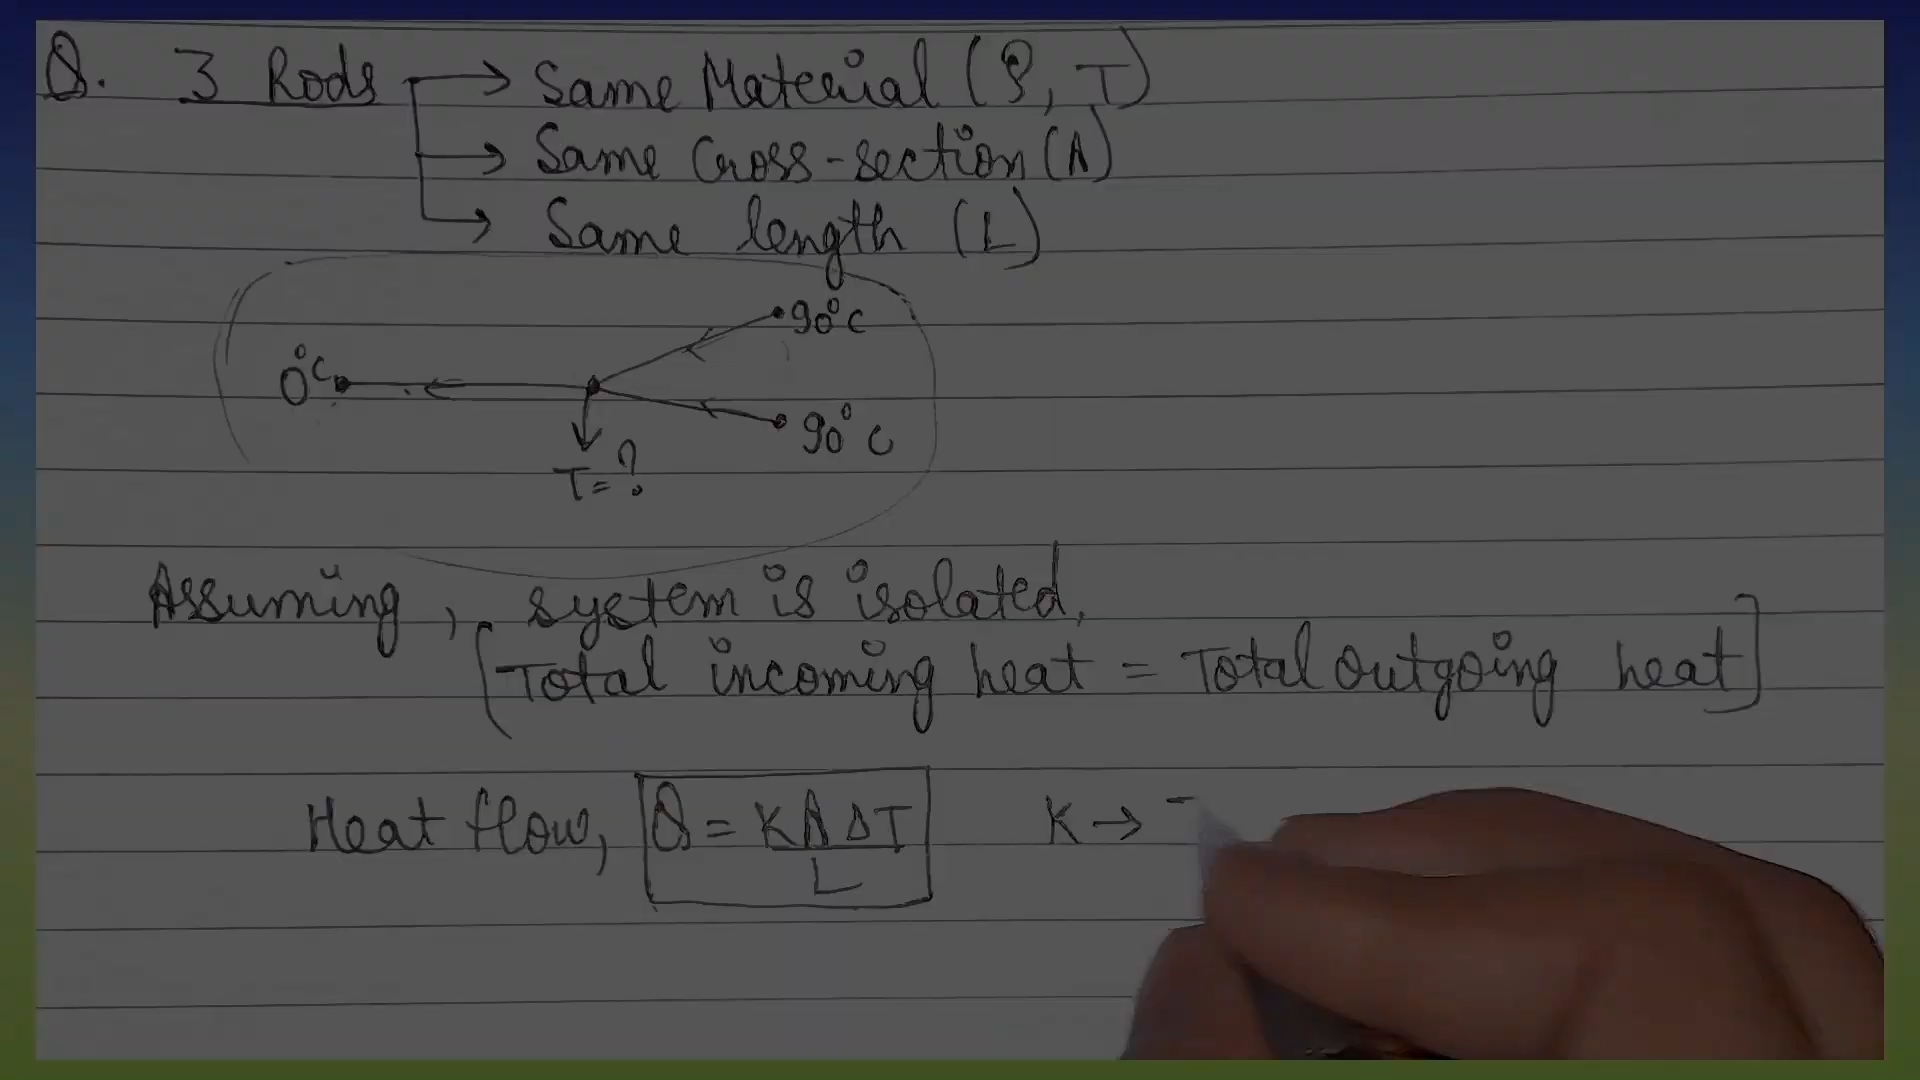 Q. 3 Rods → Same Material (ρ, T)
→ Same Cross-section (A)
→ Same length (L)
90°C
0°C
90°C
T=?
Assuming, system is isolated.
[Total incoming heat = Total outgoing heat]
Heat flow, Q = KAΔT/L K →